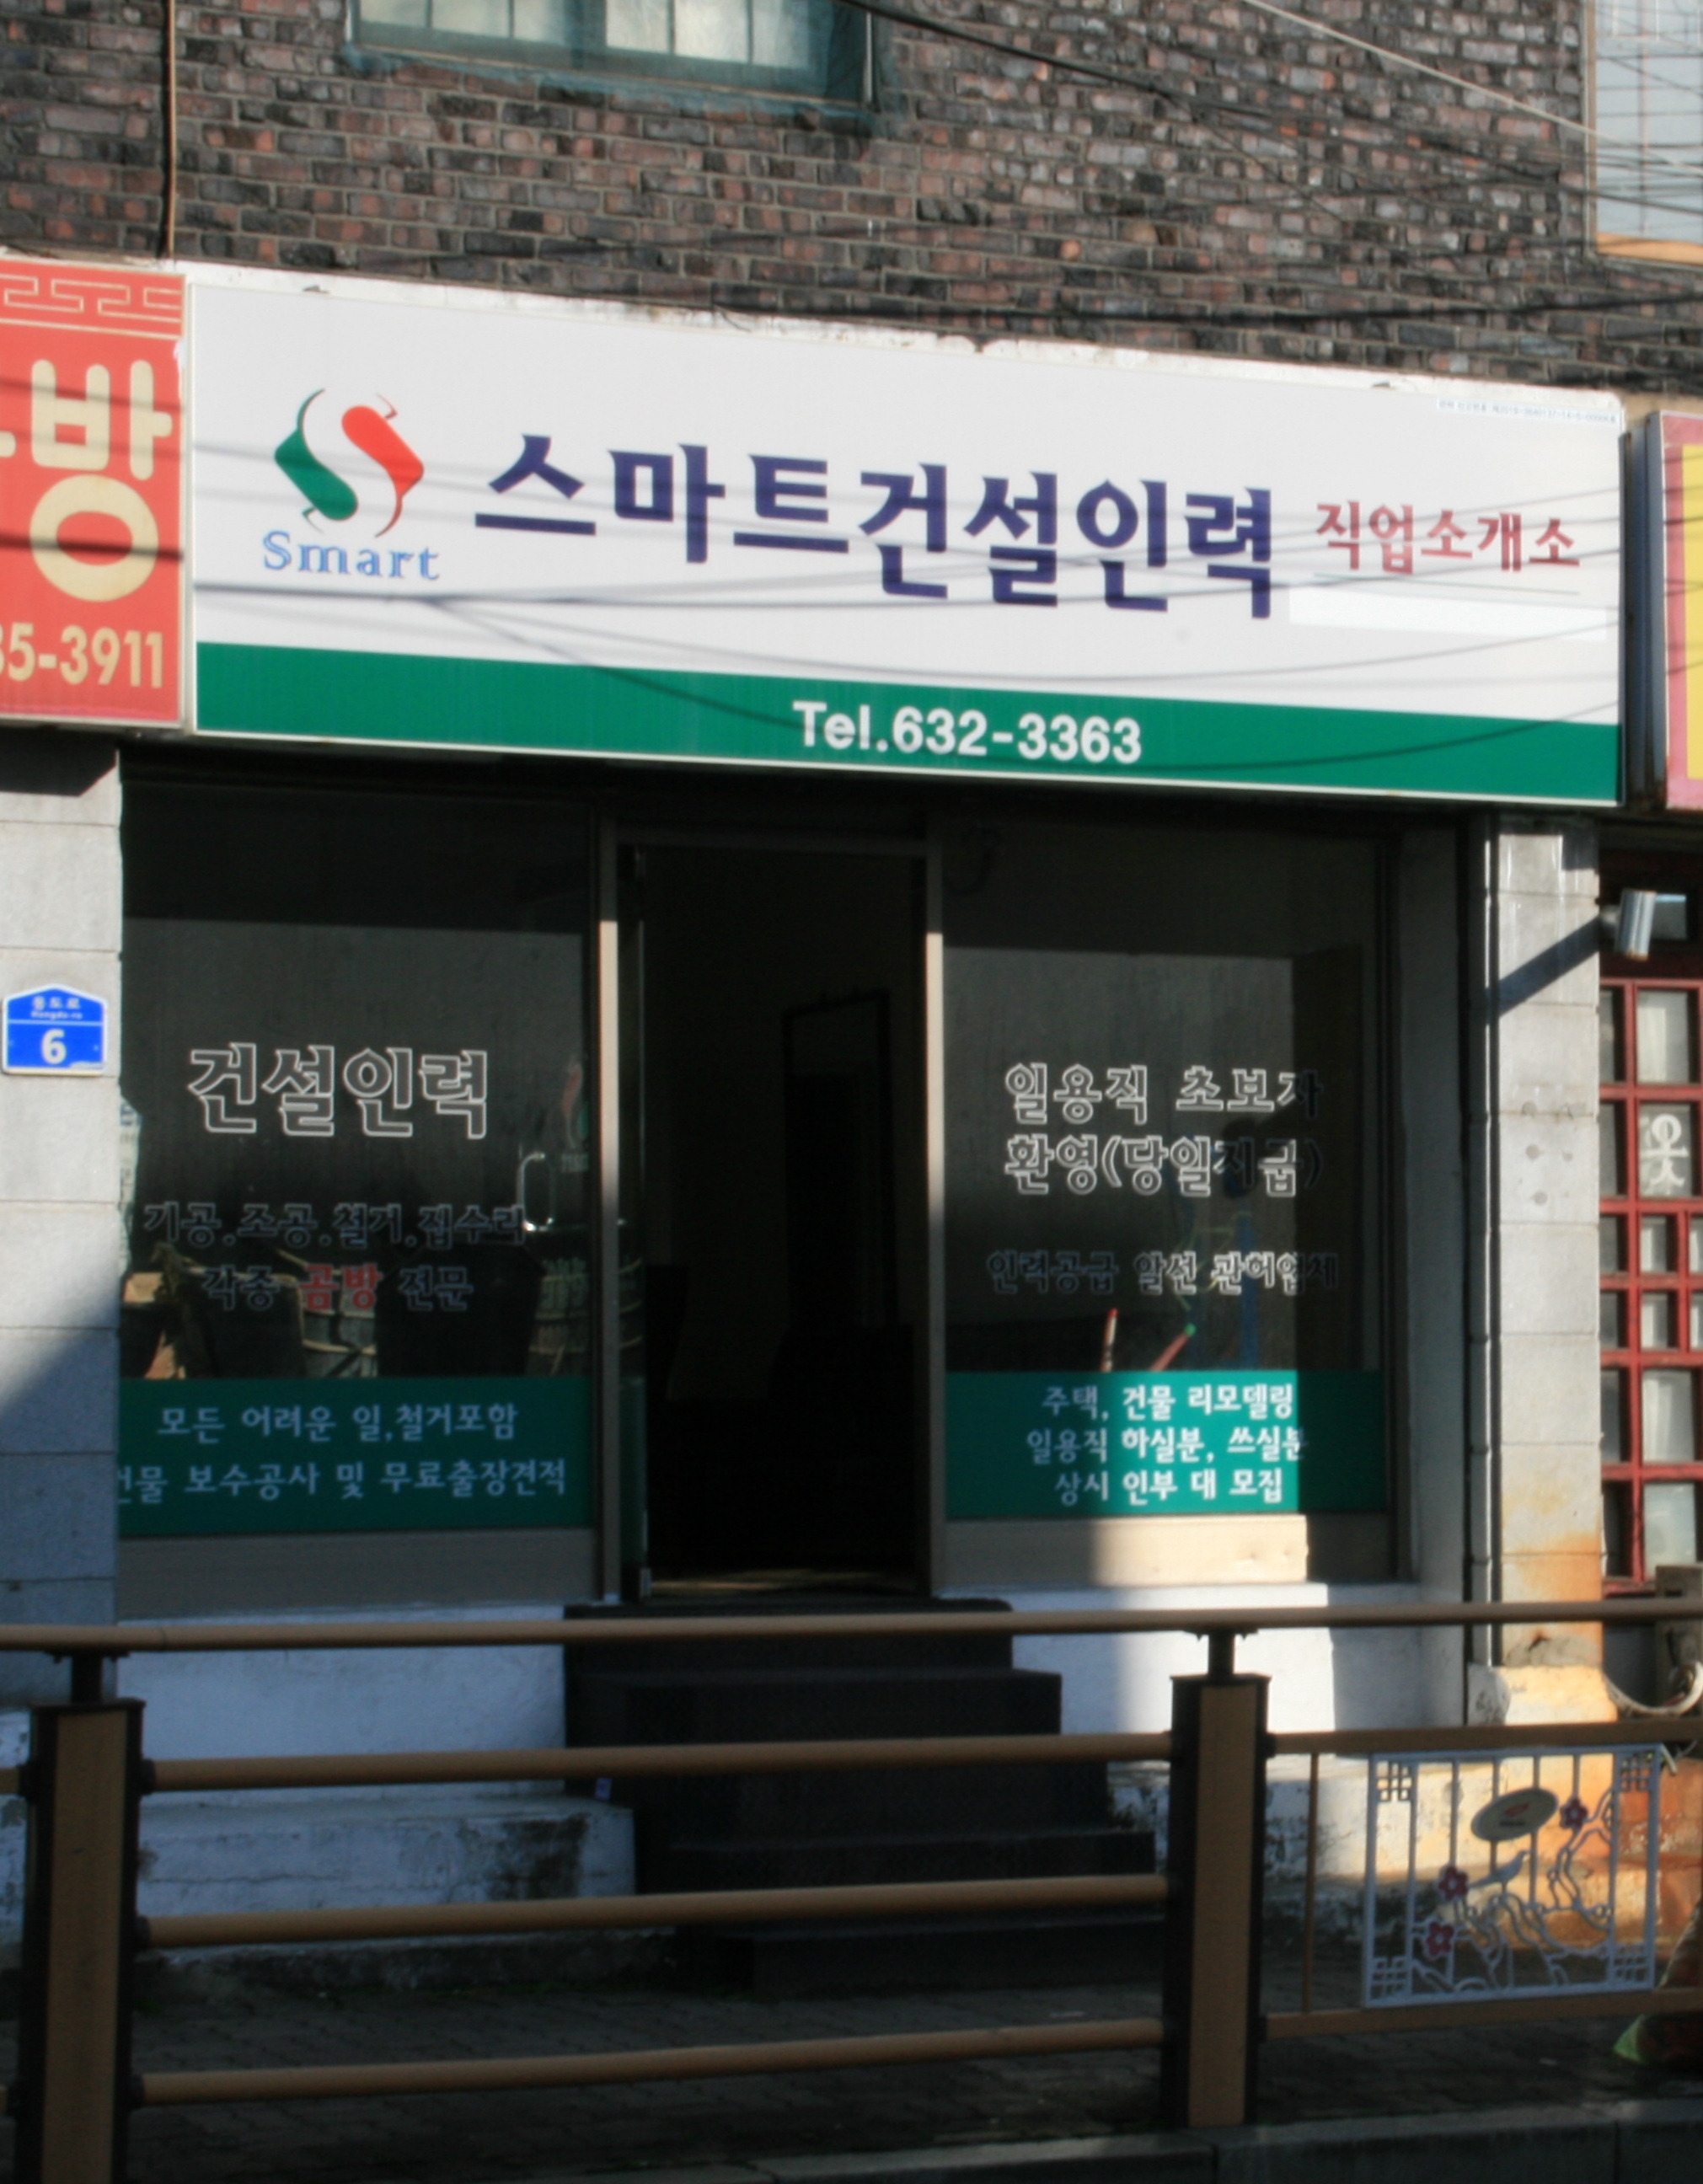 방
35-3911
Smart
스마트건설인력 직업소개소
Tel.632-3363
6
건설인력
기공.조공.철거.집수리
각종 곰방 전문
모든 어려운 일,철거포함
건물 보수공사 및 무료출장견적
일용직 초보자
환영(당일지급)
인력공급 알선 관허업체
주택, 건물 리모델링
일용직 하실분, 쓰실분
상시 인부 대 모집